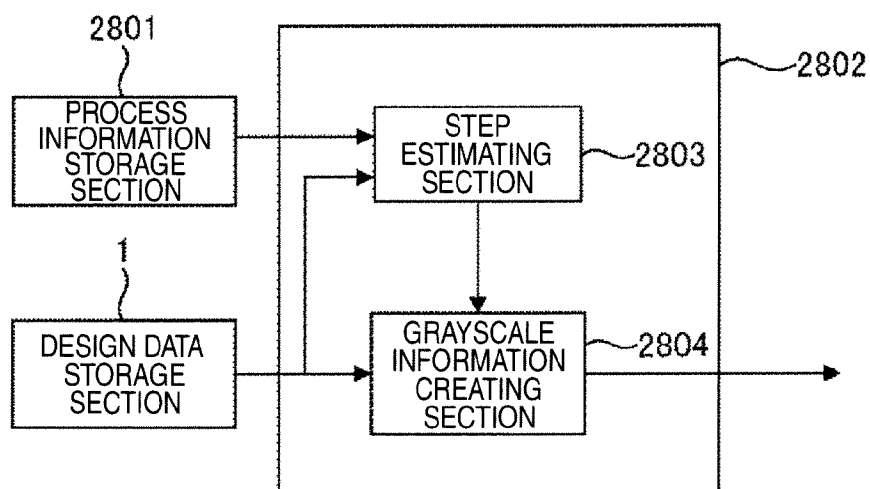 2801
PROCESS
INFORMATION
STORAGE
SECTION
2802
STEP
ESTIMATING
SECTION
2803
1
DESIGN DATA
STORAGE
SECTION
GRAYSCALE
INFORMATION
CREATING
SECTION
2804